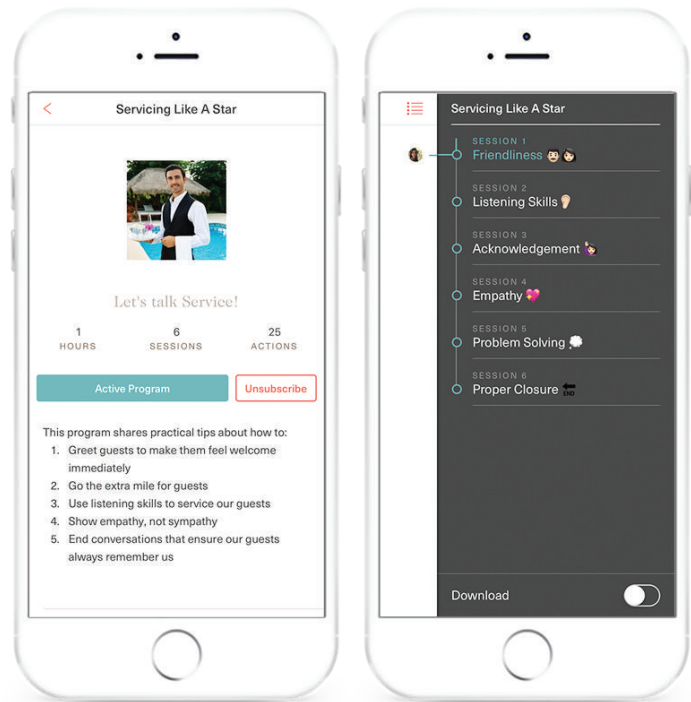 Servicing Like A Star
Let's talk Service!
1
HOURS
6
SESSIONS
25
ACTIONS
Active Program
Unsubscribe
This program shares practical tips about how to:
1. Greet guests to make them feel welcome
immediately
2. Go the extra mile for guests
3. Use listening skills to service our guests
4. Show empathy, not sympathy
5. End conversations that ensure our guests
always remember us
Servicing Like A Star
SESSION 1
Friendliness
SESSION 2
Listening Skills
SESSION 3
Acknowledgement
SESSION 4
Empathy
SESSION 5
Problem Solving
SESSION 6
Proper Closure
END
Download